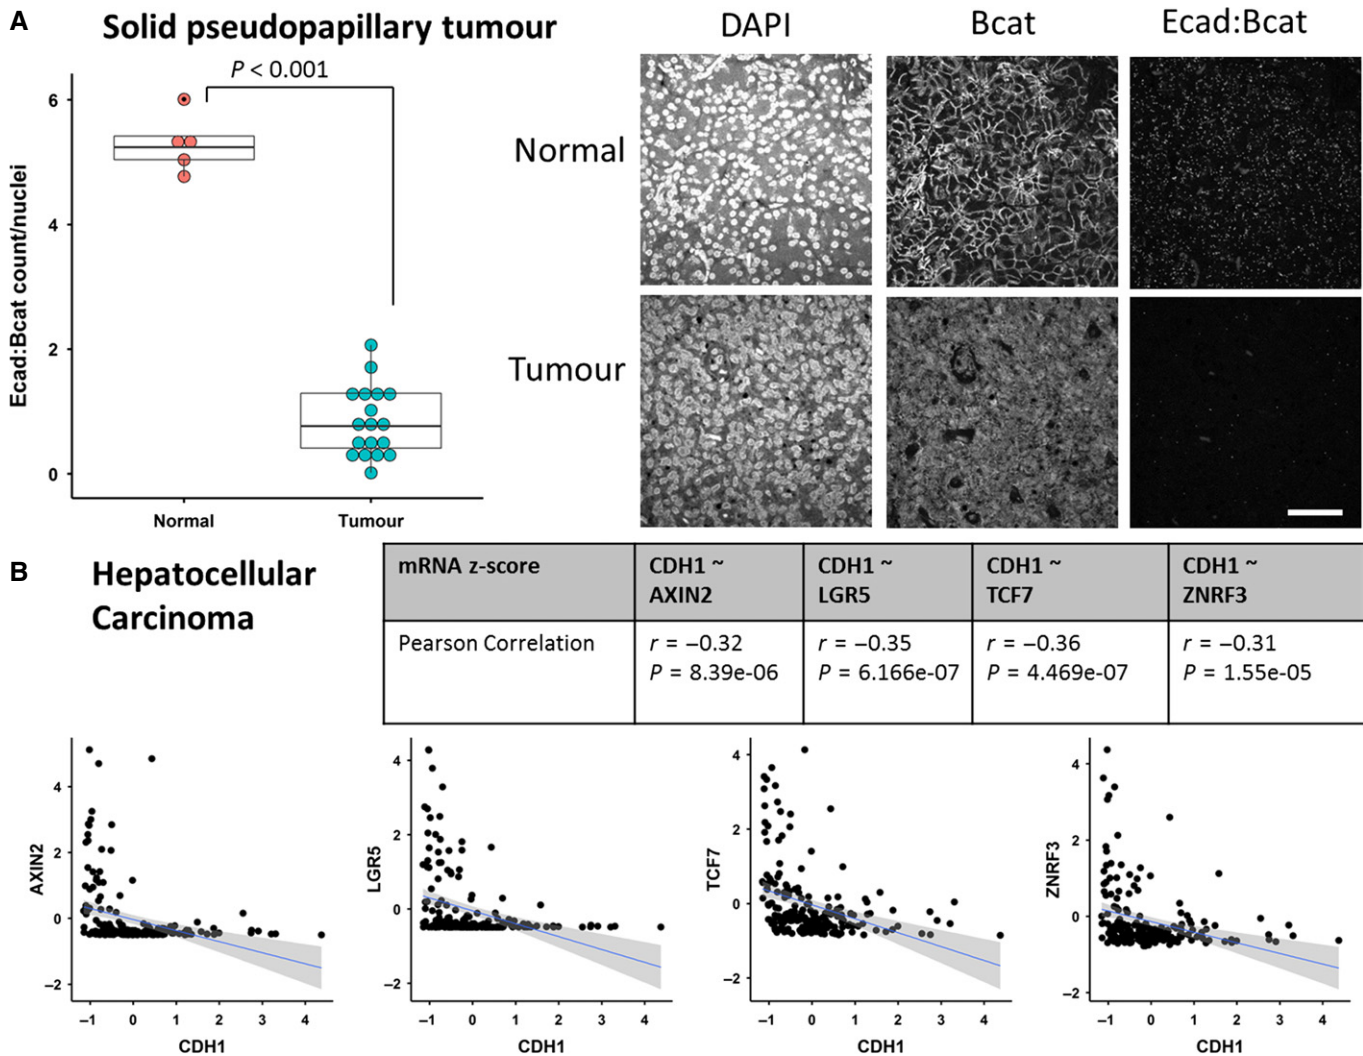 A
Solid pseudopapillary tumour
P < 0.001
Ecad:Bcat count/nuclei
6
4
2
0
Normal
Tumour
DAPI
Bcat
Ecad:Bcat
Normal
Tumour
B
Hepatocellular
Carcinoma
mRNA z-score
CDH1 ~
AXIN2
CDH1 ~
LGR5
CDH1 ~
TCF7
CDH1 ~
ZNRF3
Pearson Correlation
r = −0.32
P = 8.39e-06
r = −0.35
P = 6.166e-07
r = −0.36
P = 4.469e-07
r = −0.31
P = 1.55e-05
AXIN2
4
2
0
−2
−1 0 1 2 3 4
CDH1
LGR5
4
2
0
−2
−1 0 1 2 3 4
CDH1
TCF7
4
2
0
−2
−1 0 1 2 3 4
CDH1
ZNRF3
4
2
0
−2
−1 0 1 2 3 4
CDH1